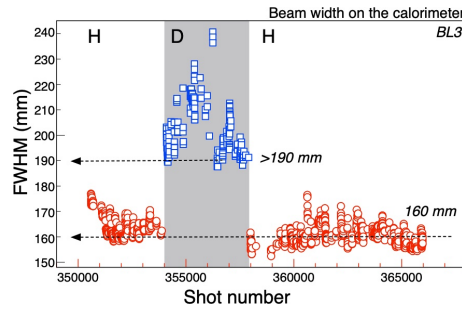 Beam width on the calorimeter
BL3
H
D
H
FWHM (mm)
240
230
220
210
200
190
180
170
160
150
>190 mm
160 mm
350000
355000
360000
365000
Shot number